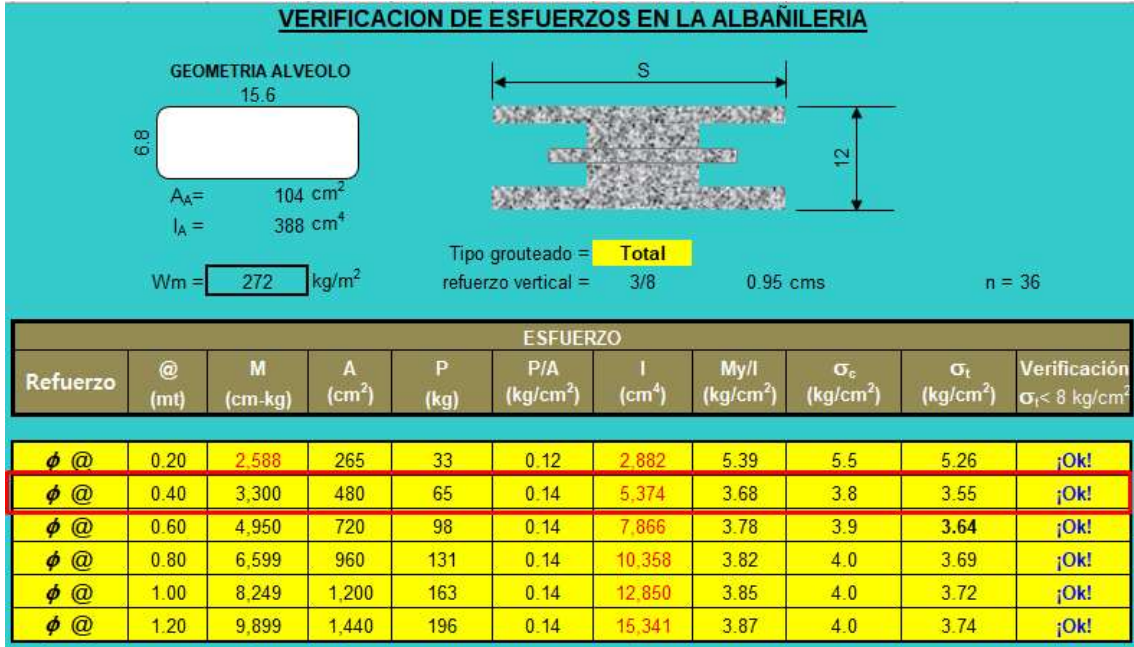 VERIFICACION DE ESFUERZOS EN LA ALBAÑILERIA
GEOMETRIA ALVEOLO
15.6
6.8
A_A= 104 cm²
I_A = 388 cm⁴
S
12
Tipo grouteado = Total
Wm = 272 kg/m² refuerzo vertical = 3/8 0.95 cms n = 36
ESFUERZO
Refuerzo @ (mt) M (cm-kg) A (cm²) P (kg) P/A (kg/cm²) I (cm⁴) My/I (kg/cm²) σc (kg/cm²) σt (kg/cm²) Verificación σt< 8 kg/cm²
ϕ @ 0.20 2,588 265 33 0.12 2,882 5.39 5.5 5.26 ¡Ok!
ϕ @ 0.40 3,300 480 65 0.14 5,374 3.68 3.8 3.55 ¡Ok!
ϕ @ 0.60 4,950 720 98 0.14 7,866 3.78 3.9 3.64 ¡Ok!
ϕ @ 0.80 6,599 960 131 0.14 10,358 3.82 4.0 3.69 ¡Ok!
ϕ @ 1.00 8,249 1,200 163 0.14 12,850 3.85 4.0 3.72 ¡Ok!
ϕ @ 1.20 9,899 1,440 196 0.14 15,341 3.87 4.0 3.74 ¡Ok!